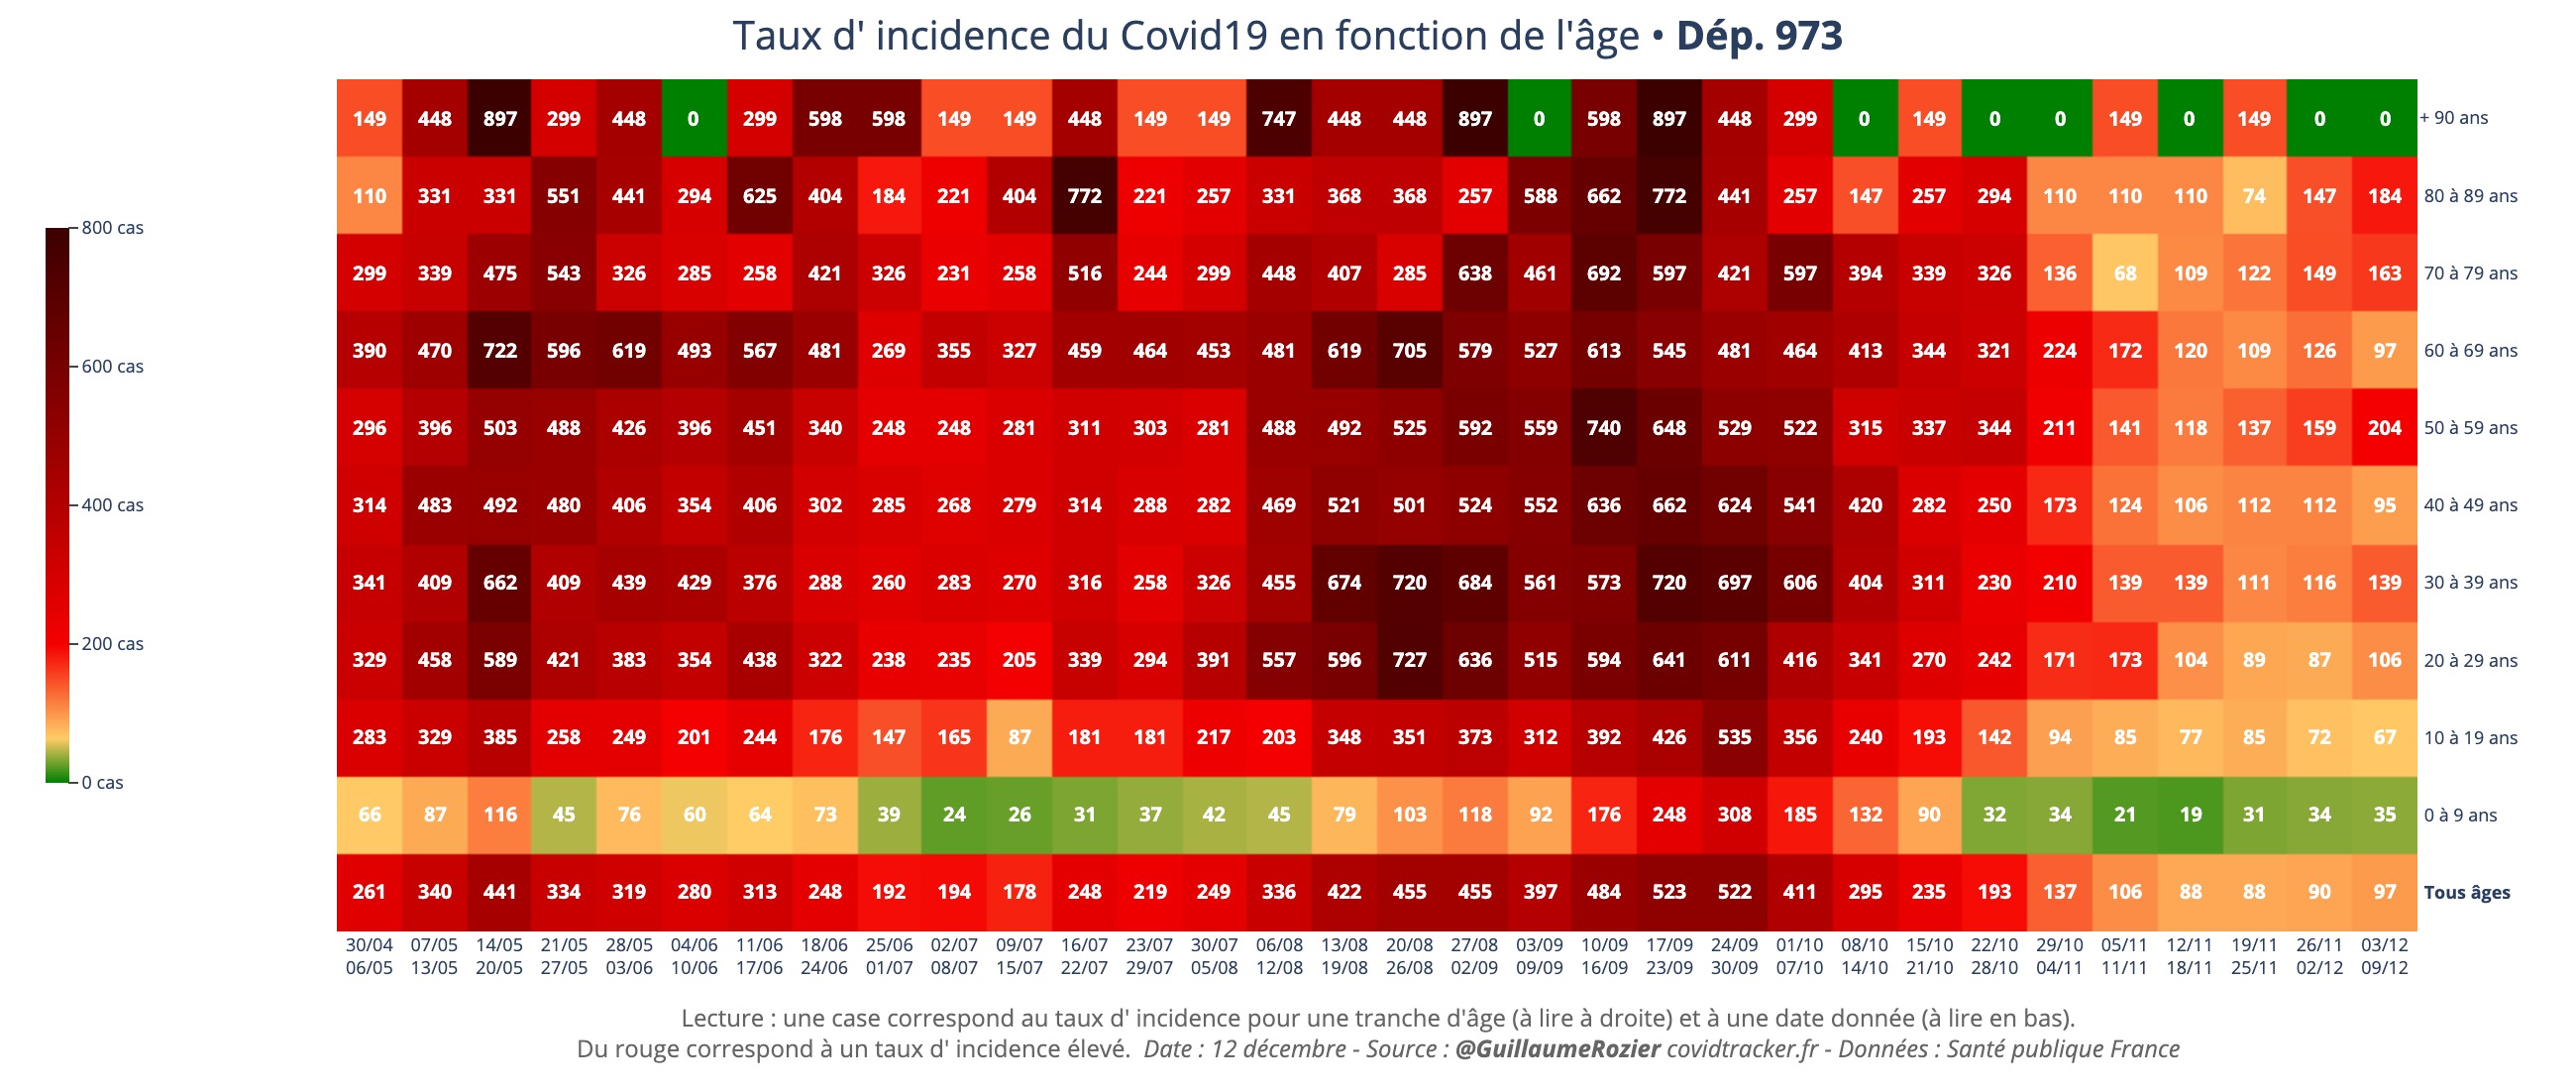 Taux d' incidence du Covid19 en fonction de l'âge • Dép. 973
149 448 897 299 448 0 299 598 598 149 149 448 149 149 747 448 448 897 0 598 897 448 299 0 149 0 0 149 0 149 0 0 + 90 ans
110 331 331 551 441 294 625 404 184 221 404 772 221 257 331 368 368 257 588 662 772 441 257 147 257 294 110 110 110 74 147 184 80 à 89 ans
299 339 475 543 326 285 258 421 326 231 258 516 244 299 448 407 285 638 461 692 597 421 597 394 339 326 136 68 109 122 149 163 70 à 79 ans
390 470 722 596 619 493 567 481 269 355 327 459 464 453 481 619 705 579 527 613 545 481 464 413 344 321 224 172 120 109 126 97 60 à 69 ans
296 396 503 488 426 396 451 340 248 248 281 311 303 281 488 492 525 592 559 740 648 529 522 315 337 344 211 141 118 137 159 204 50 à 59 ans
314 483 492 480 406 354 406 302 285 268 279 314 288 282 469 521 501 524 552 636 662 624 541 420 282 250 173 124 106 112 112 95 40 à 49 ans
341 409 662 409 439 429 376 288 260 283 270 316 258 326 455 674 720 684 561 573 720 697 606 404 311 230 210 139 139 111 116 139 30 à 39 ans
329 458 589 421 383 354 438 322 238 235 205 339 294 391 557 596 727 636 515 594 641 611 416 341 270 242 171 173 104 89 87 106 20 à 29 ans
283 329 385 258 249 201 244 176 147 165 87 181 181 217 203 348 351 373 312 392 426 535 356 240 193 142 94 85 77 85 72 67 10 à 19 ans
66 87 116 45 76 60 64 73 39 24 26 31 37 42 45 79 103 118 92 176 248 308 185 132 90 32 34 21 19 31 34 35 0 à 9 ans
261 340 441 334 319 280 313 248 192 194 178 248 219 249 336 422 455 455 397 484 523 522 411 295 235 193 137 106 88 88 90 97 Tous âges
30/04 07/05 14/05 21/05 28/05 04/06 11/06 18/06 25/06 02/07 09/07 16/07 23/07 30/07 06/08 13/08 20/08 27/08 03/09 10/09 17/09 24/09 01/10 08/10 15/10 22/10 29/10 05/11 12/11 19/11 26/11 03/12
06/05 13/05 20/05 27/05 03/06 10/06 17/06 24/06 01/07 08/07 15/07 22/07 29/07 05/08 12/08 19/08 26/08 02/09 09/09 16/09 23/09 30/09 07/10 14/10 21/10 28/10 04/11 11/11 18/11 25/11 02/12 09/12
800 cas
600 cas
400 cas
200 cas
0 cas
Lecture : une case correspond au taux d' incidence pour une tranche d'âge (à lire à droite) et à une date donnée (à lire en bas).
Du rouge correspond à un taux d' incidence élevé. Date : 12 décembre - Source : @GuillaumeRozier covidtracker.fr - Données : Santé publique France